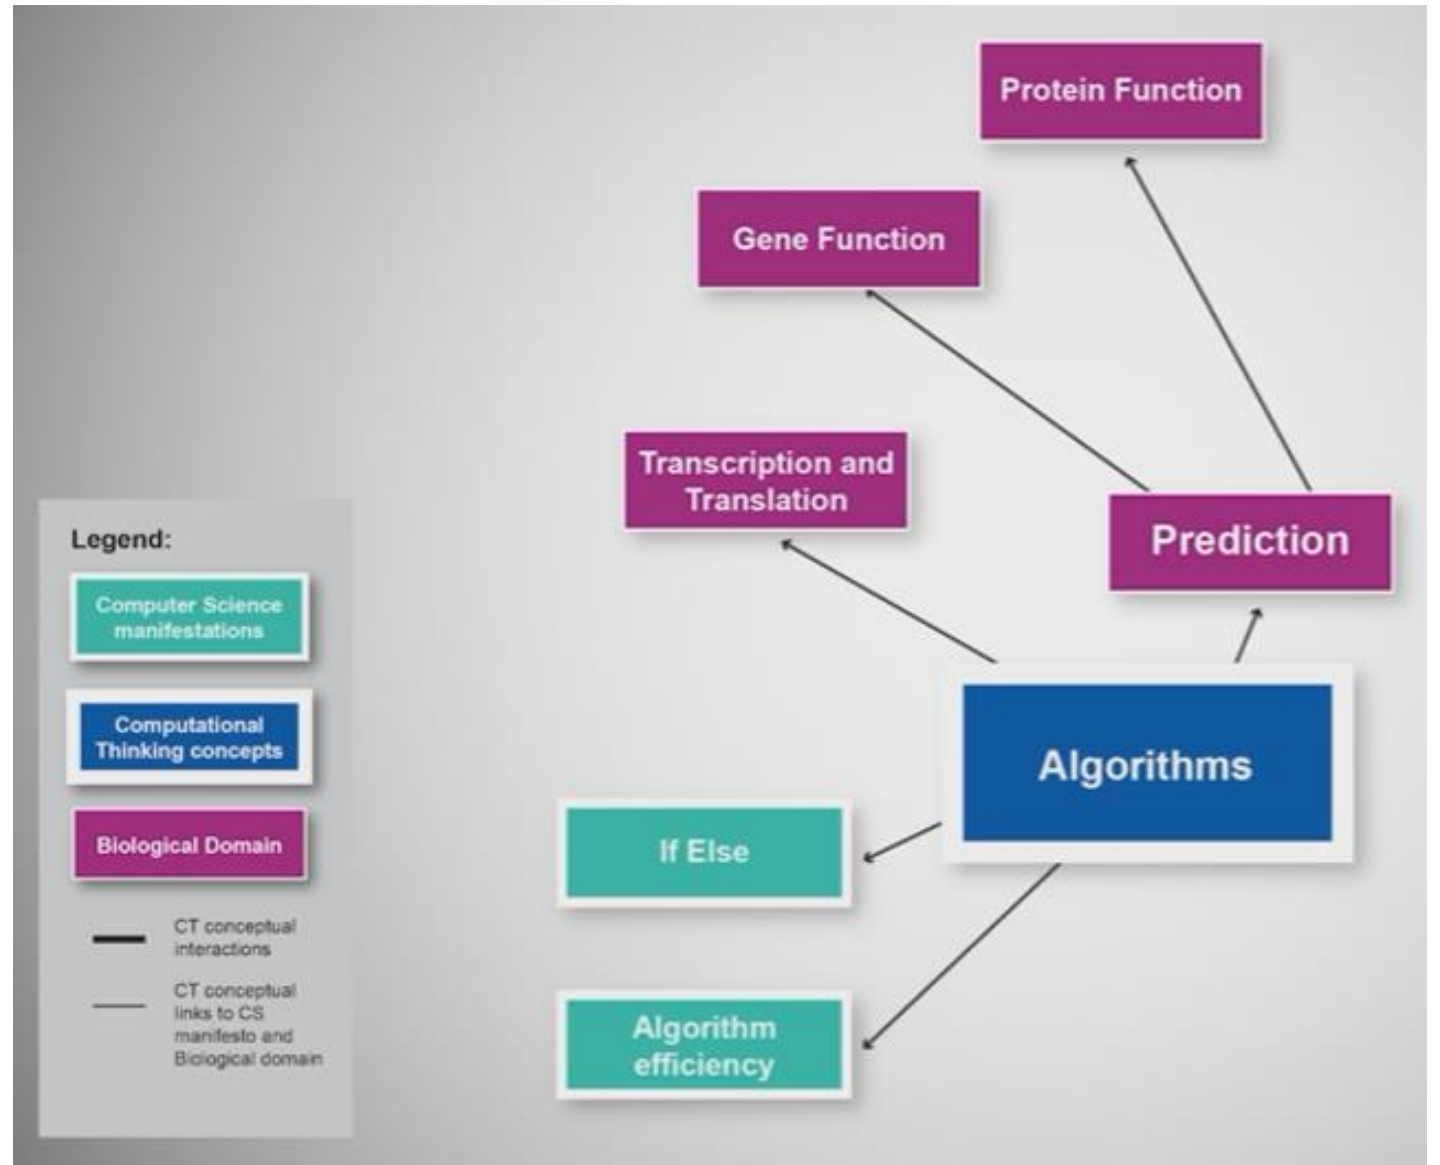 Protein Function
Gene Function
Transcription and
Translation
Prediction
Algorithms
If Else
Algorithm
efficiency
Legend:
Computer Science
manifestations
Computational
Thinking concepts
Biological Domain
CT conceptual
interactions
CT conceptual
links to CS
manifesto and
Biological domain